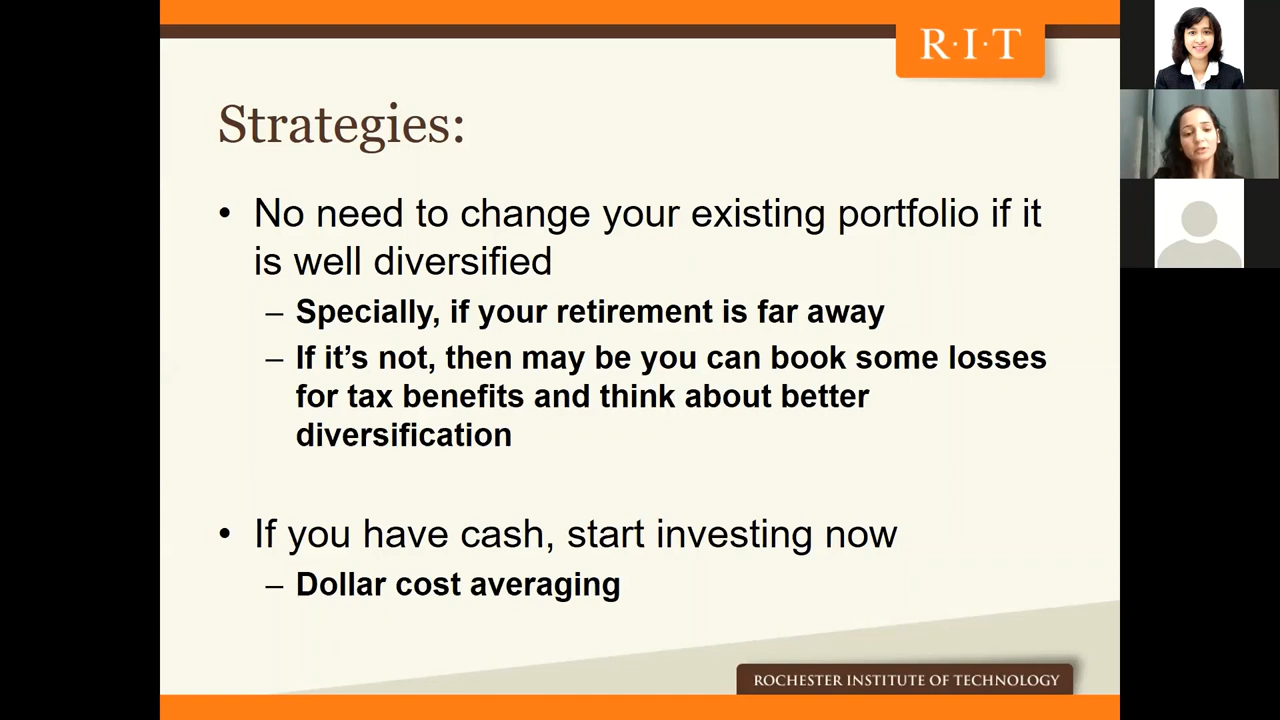 R·I·T
Strategies:
• No need to change your existing portfolio if it
is well diversified
– Specially, if your retirement is far away
– If it’s not, then may be you can book some losses
for tax benefits and think about better
diversification
• If you have cash, start investing now
– Dollar cost averaging
ROCHESTER INSTITUTE OF TECHNOLOGY